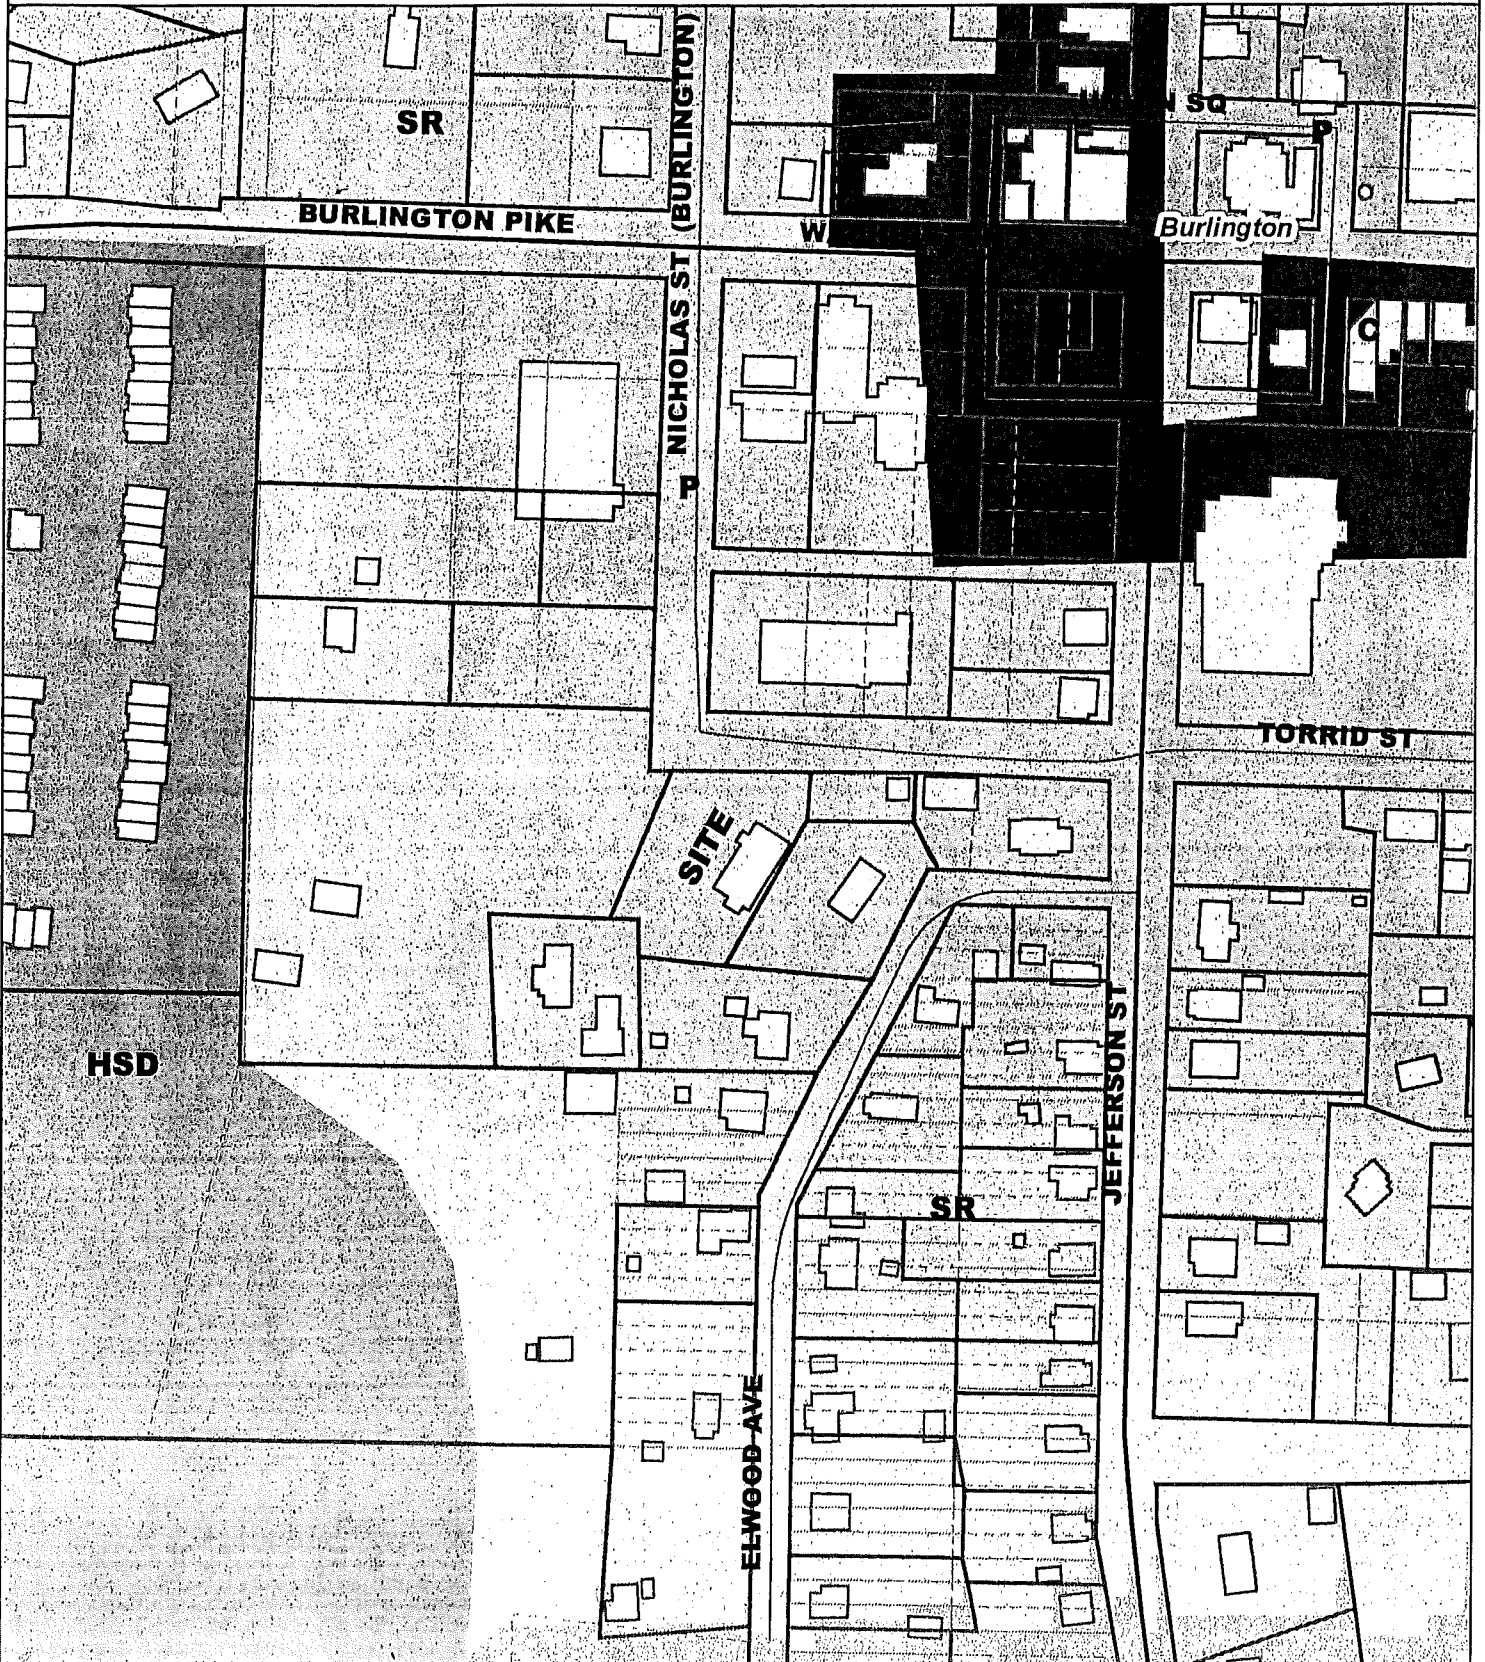 SQ
SR
P
BURLINGTON PIKE
NICHOLAS ST (BURLINGTON)
W
Burlington
C
P
TORRID ST
SITE
HSD
JEFFERSON ST
SR
ELWOOD AVE